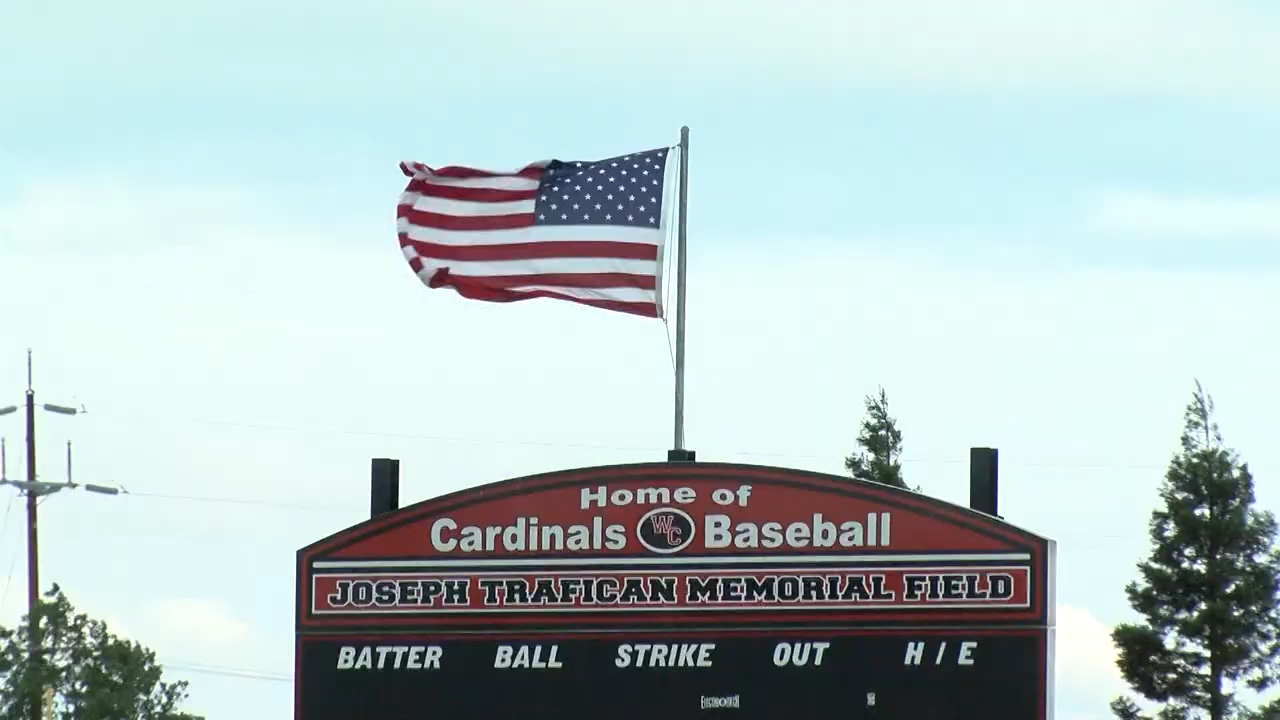 Home of
Cardinals WC Baseball
JOSEPH TRAFICAN MEMORIAL FIELD
BATTER BALL STRIKE OUT H / E